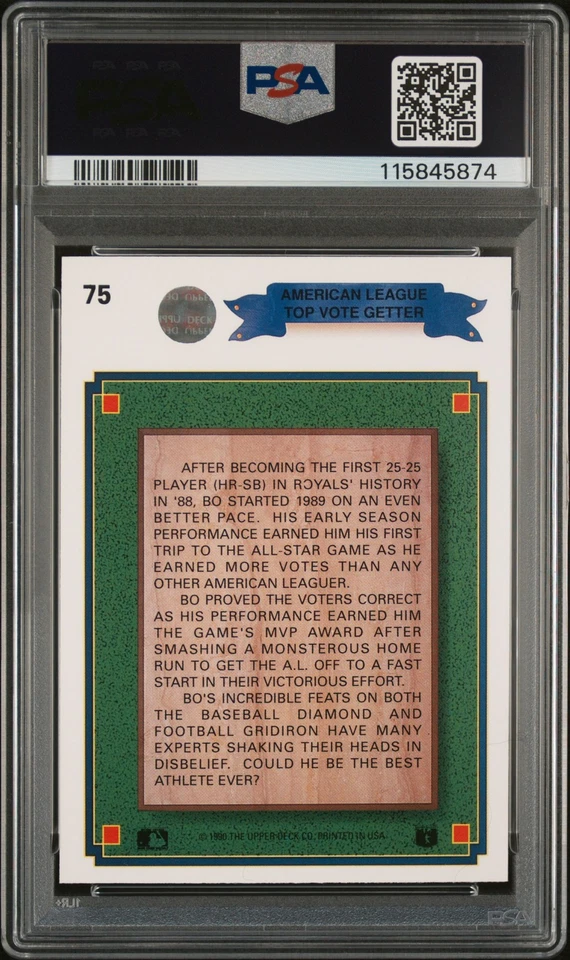 PSA
115845874
75
AMERICAN LEAGUE
TOP VOTE GETTER
AFTER BECOMING THE FIRST 25-25
PLAYER (HR-SB) IN ROYALS' HISTORY
IN '88, BO STARTED 1989 ON AN EVEN
BETTER PACE. HIS EARLY SEASON
PERFORMANCE EARNED HIM HIS FIRST
TRIP TO THE ALL-STAR GAME AS HE
EARNED MORE VOTES THAN ANY
OTHER AMERICAN LEAGUER.
BO PROVED THE VOTERS CORRECT
AS HIS PERFORMANCE EARNED HIM
THE GAME'S MVP AWARD AFTER
SMASHING A MONSTEROUS HOME
RUN TO GET THE A.L. OFF TO A FAST
START IN THEIR VICTORIOUS EFFORT.
BO'S INCREDIBLE FEATS ON BOTH
THE BASEBALL DIAMOND AND
FOOTBALL GRIDIRON HAVE MANY
EXPERTS SHAKING THEIR HEADS IN
DISBELIEF. COULD HE BE THE BEST
ATHLETE EVER?
© 1990 THE UPPER DECK CO. PRINTED IN USA
PSA